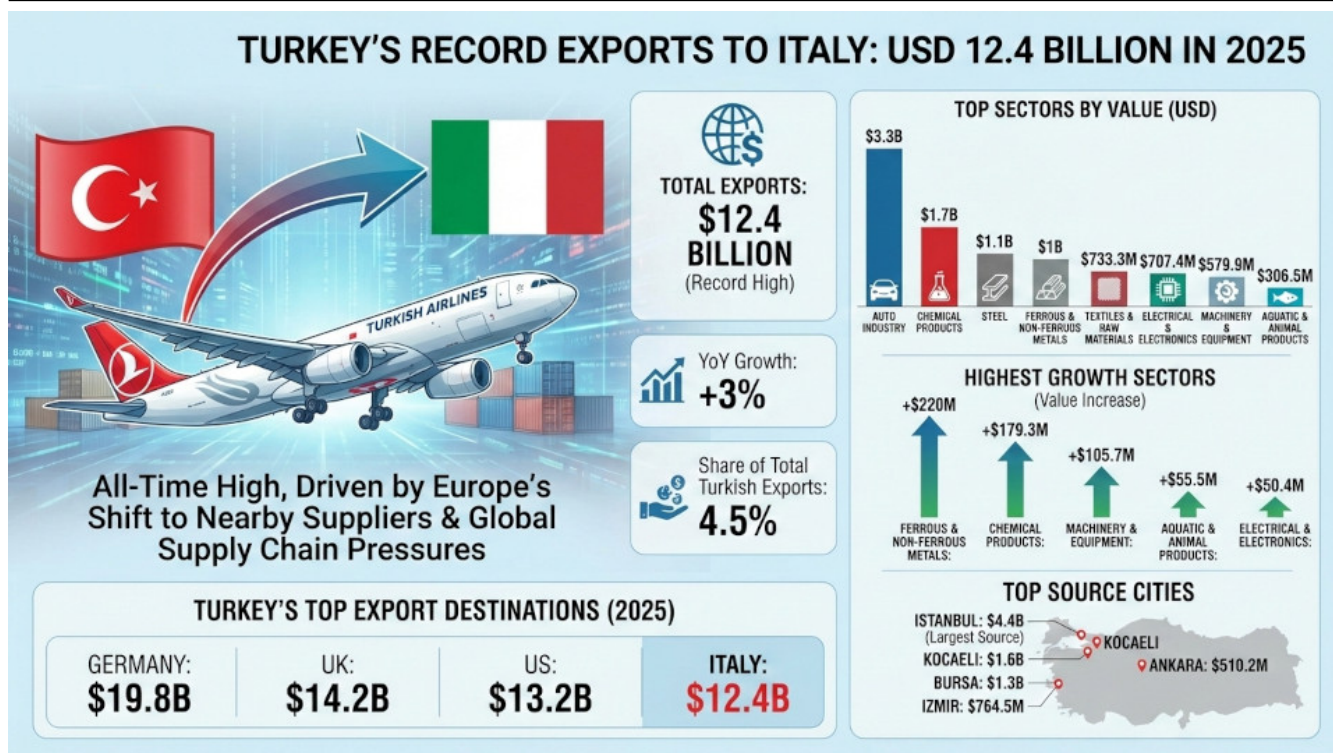 TURKEY'S RECORD EXPORTS TO ITALY: USD 12.4 BILLION IN 2025
TURKISH AIRLINES
All-Time High, Driven by Europe's
Shift to Nearby Suppliers & Global
Supply Chain Pressures
TOTAL EXPORTS:
$12.4
BILLION
(Record High)
YoY Growth:
+3%
Share of Total
Turkish Exports:
4.5%
TURKEY'S TOP EXPORT DESTINATIONS (2025)
GERMANY:
$19.8B
UK:
$14.2B
US:
$13.2B
ITALY:
$12.4B
TOP SECTORS BY VALUE (USD)
$3.3B
AUTO
INDUSTRY
$1.7B
CHEMICAL
PRODUCTS
$1.1B
STEEL
$1B
FERROUS &
NON-FERRUOS
METALS
$733.3M
TEXTILES &
RAW
MATERIALS
$707.4M
ELECTRICAL
&
ELECTRONICS
$579.9M
MACHINERY
&
EQUIPMENT
$306.5M
AQUATIC &
ANIMAL
PRODUCTS
HIGHEST GROWTH SECTORS
(Value Increase)
+$220M
FERROUS &
NON-FERROUS
METALS:
+$179.3M
CHEMICAL
PRODUCTS:
+$105.7M
MACHINERY &
EQUIPMENT:
+$55.5M
AQUATIC &
ANIMAL
PRODUCTS:
+$50.4M
ELECTRICAL &
ELECTRONICS:
TOP SOURCE CITIES
ISTANBUL: $4.4B
(Largest Source)
KOCAELI
KOCAELI: $1.6B
ANKARA: $510.2M
BURSA: $1.3B
IZMIR: $764.5M